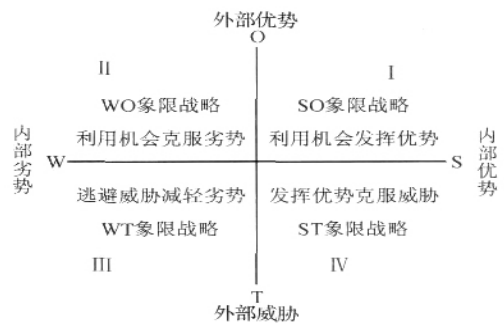 外部优势
O
II
I
WO象限战略
SO象限战略
利用机会克服劣势
利用机会发挥优势
内部劣势
W
S
内部优势
逃避威胁减轻劣势
发挥优势克服威胁
WT象限战略
ST象限战略
III
IV
T
外部威胁